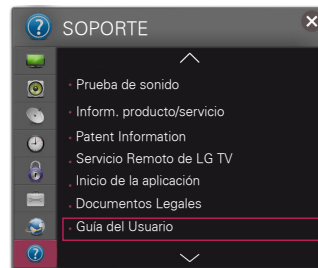 SOPORTE
Prueba de sonido
Inform. producto/servicio
Patent Information
Servicio Remoto de LG TV
Inicio de la aplicación
Documentos Legales
Guía del Usuario